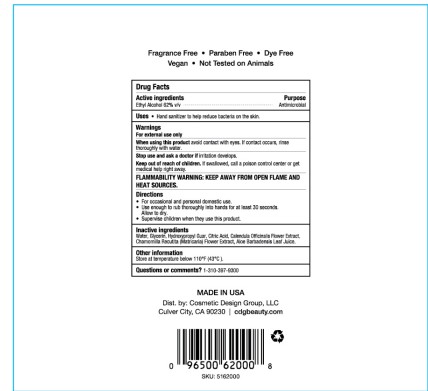 Fragrance Free • Paraben Free • Dye Free
Vegan • Not Tested on Animals
Drug Facts
Active ingredients Purpose
Ethyl Alcohol 62% v/v Antimicrobial
Uses • Hand sanitizer to help reduce bacteria on the skin.
Warnings
For external use only
When using this product avoid contact with eyes. If contact occurs, rinse
thoroughly with water.
Stop use and ask a doctor if irritation develops.
Keep out of reach of children. If swallowed, call a poison control center or get
medical help right away.
FLAMMABILITY WARNING: KEEP AWAY FROM OPEN FLAME AND
HEAT SOURCES.
Directions
• For occasional and personal domestic use.
• Use enough to rub thoroughly into hands for at least 30 seconds
Allow to dry.
• Supervise children when they use this product.
Inactive ingredients
Water, Glycerin, Hydroxypropyl Guar, Citric Acid, Calendula Officinalis Flower Extract,
Chamomilla Recutita (Matricaria) Flower Extract, Aloe Barbadensis Leaf Juice.
Other information
Store at temperature below 110°F (43°C ).
Questions or comments? 1-310-397-9300
MADE IN USA
Dist. by: Cosmetic Design Group, LLC
Culver City, CA 90230 | cdgbeauty.com
0 96500 62000 8
SKU: 5162000